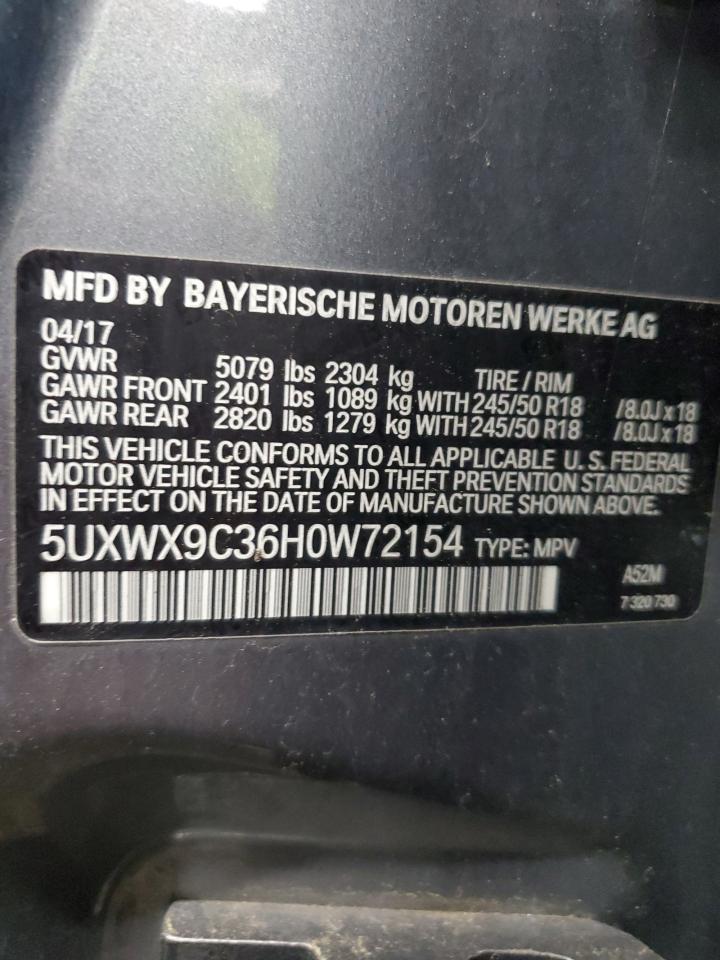 MFD BY BAYERISCHE MOTOREN WERKE AG
04/17
GVWR 5079 lbs 2304 kg TIRE / RIM
GAWR FRONT 2401 lbs 1089 kg WITH 245/50 R18 /8.0J x 18
GAWR REAR 2820 lbs 1279 kg WITH 245/50 R18 /8.0J x 18
THIS VEHICLE CONFORMS TO ALL APPLICABLE U.S. FEDERAL
MOTOR VEHICLE SAFETY AND THEFT PREVENTION STANDARDS
IN EFFECT ON THE DATE OF MANUFACTURE SHOWN ABOVE.
5UXWX9C36H0W72154 TYPE: MPV
A52M
7 320 730